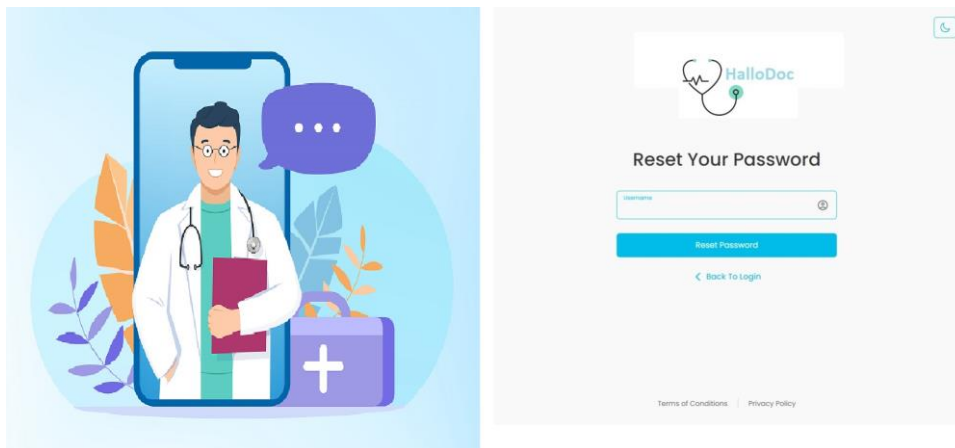 HalloDoc
Reset Your Password
Username
Reset Password
Back To Login
Terms of Conditions
Privacy Policy